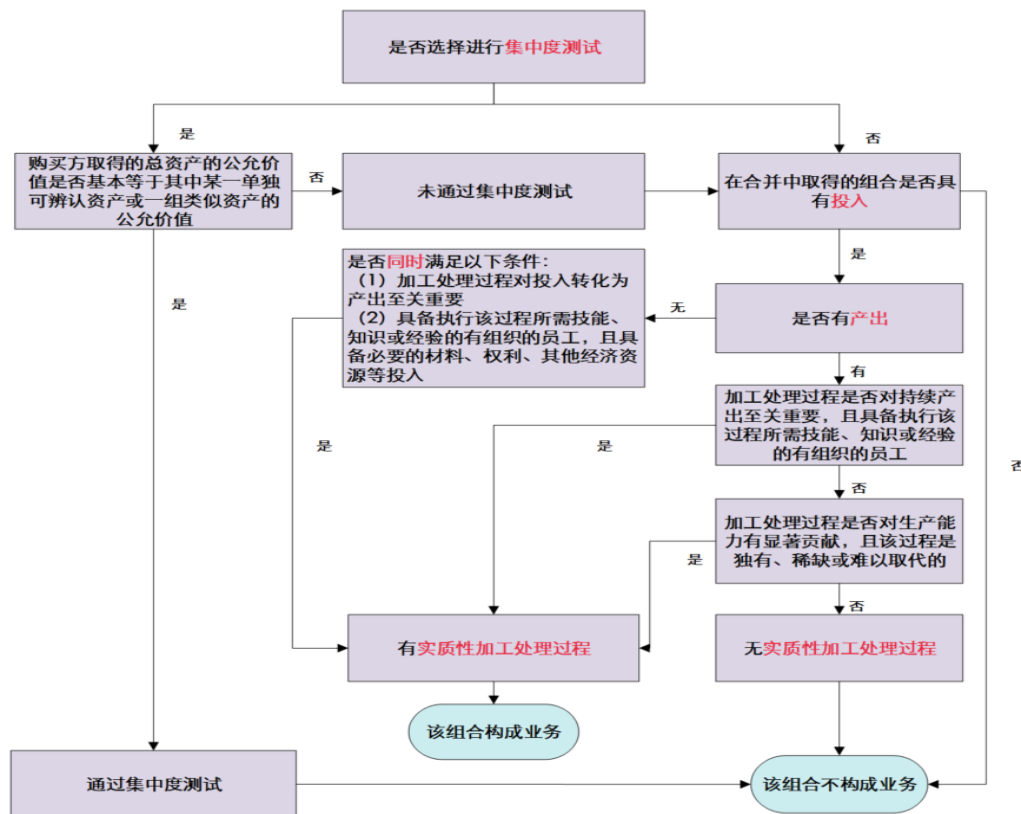 是否选择进行集中度测试
是
否
购买方取得的总资产的公允价
值是否基本等于其中某一单独
可辨认资产或一组类似资产的
公允价值
否
未通过集中度测试
在合并中取得的组合是否具
有投入
是
是否同时满足以下条件：
（1）加工处理过程对投入转化为
产出至关重要
（2）具备执行该过程所需技能、
知识或经验的有组织的员工，且具
备必要的材料、权利、其他经济资
源等投入
是
无
是否有产出
有
加工处理过程是否对持续产
出至关重要，且具备执行该
过程所需技能、知识或经验
的有组织的员工
是
是
否
否
加工处理过程是否对生产能
力有显著贡献，且该过程是
独有、稀缺或难以取代的
是
否
有实质性加工处理过程
无实质性加工处理过程
该组合构成业务
通过集中度测试
该组合不构成业务